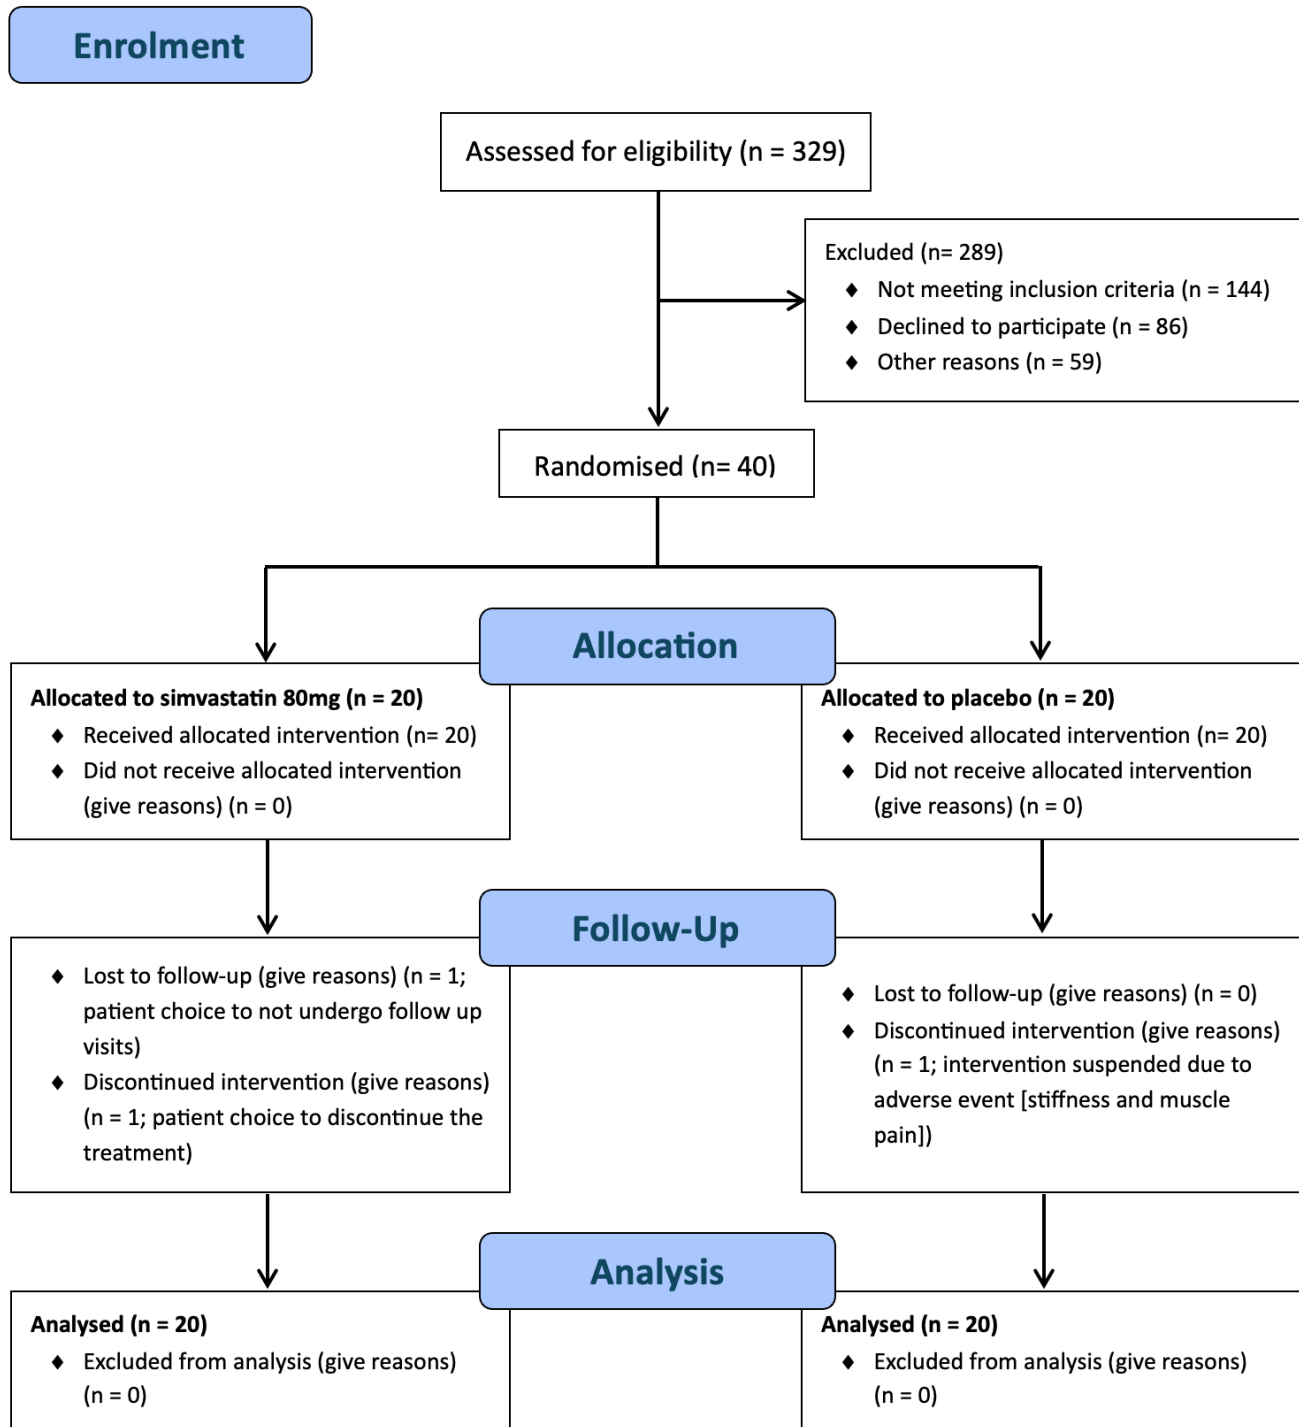 Enrolment
Assessed for eligibility (n = 329)
Excluded (n= 289)
♦ Not meeting inclusion criteria (n = 144)
♦ Declined to participate (n = 86)
♦ Other reasons (n = 59)
Randomised (n= 40)
Allocation
Allocated to simvastatin 80mg (n = 20)
♦ Received allocated intervention (n= 20)
♦ Did not receive allocated intervention
(give reasons) (n = 0)
Allocated to placebo (n = 20)
♦ Received allocated intervention (n= 20)
♦ Did not receive allocated intervention
(give reasons) (n = 0)
Follow-Up
♦ Lost to follow-up (give reasons) (n = 1;
patient choice to not undergo follow up
visits)
♦ Discontinued intervention (give reasons)
(n = 1; patient choice to discontinue the
treatment)
♦ Lost to follow-up (give reasons) (n = 0)
♦ Discontinued intervention (give reasons)
(n = 1; intervention suspended due to
adverse event [stiffness and muscle
pain])
Analysis
Analysed (n = 20)
♦ Excluded from analysis (give reasons)
(n = 0)
Analysed (n = 20)
♦ Excluded from analysis (give reasons)
(n = 0)